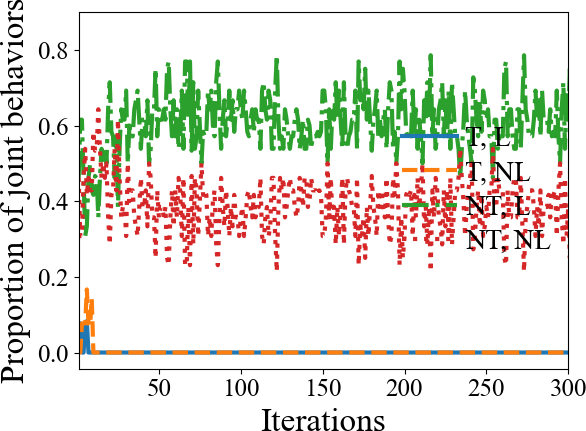 Proportion of joint behaviors
0.8
0.6
0.4
0.2
0.0
T, L
T, NL
NT, L
NT, NL
50
100
150
200
250
300
Iterations